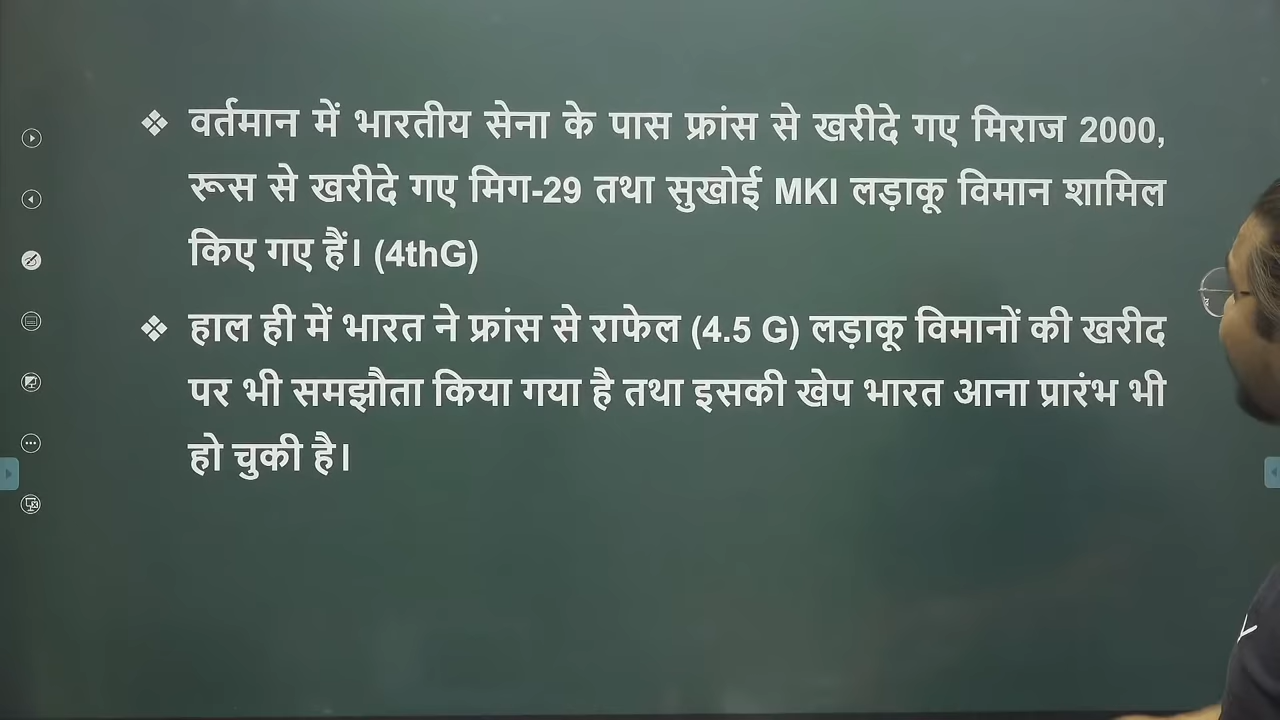 ❖ वर्तमान में भारतीय सेना के पास फ्रांस से खरीदे गए मिराज 2000,
रूस से खरीदे गए मिग-29 तथा सुखोई MKI लड़ाकू विमान शामिल
किए गए हैं। (4thG)
❖ हाल ही में भारत ने फ्रांस से राफेल (4.5 G) लड़ाकू विमानों की खरीद
पर भी समझौता किया गया है तथा इसकी खेप भारत आना प्रारंभ भी
हो चुकी है।